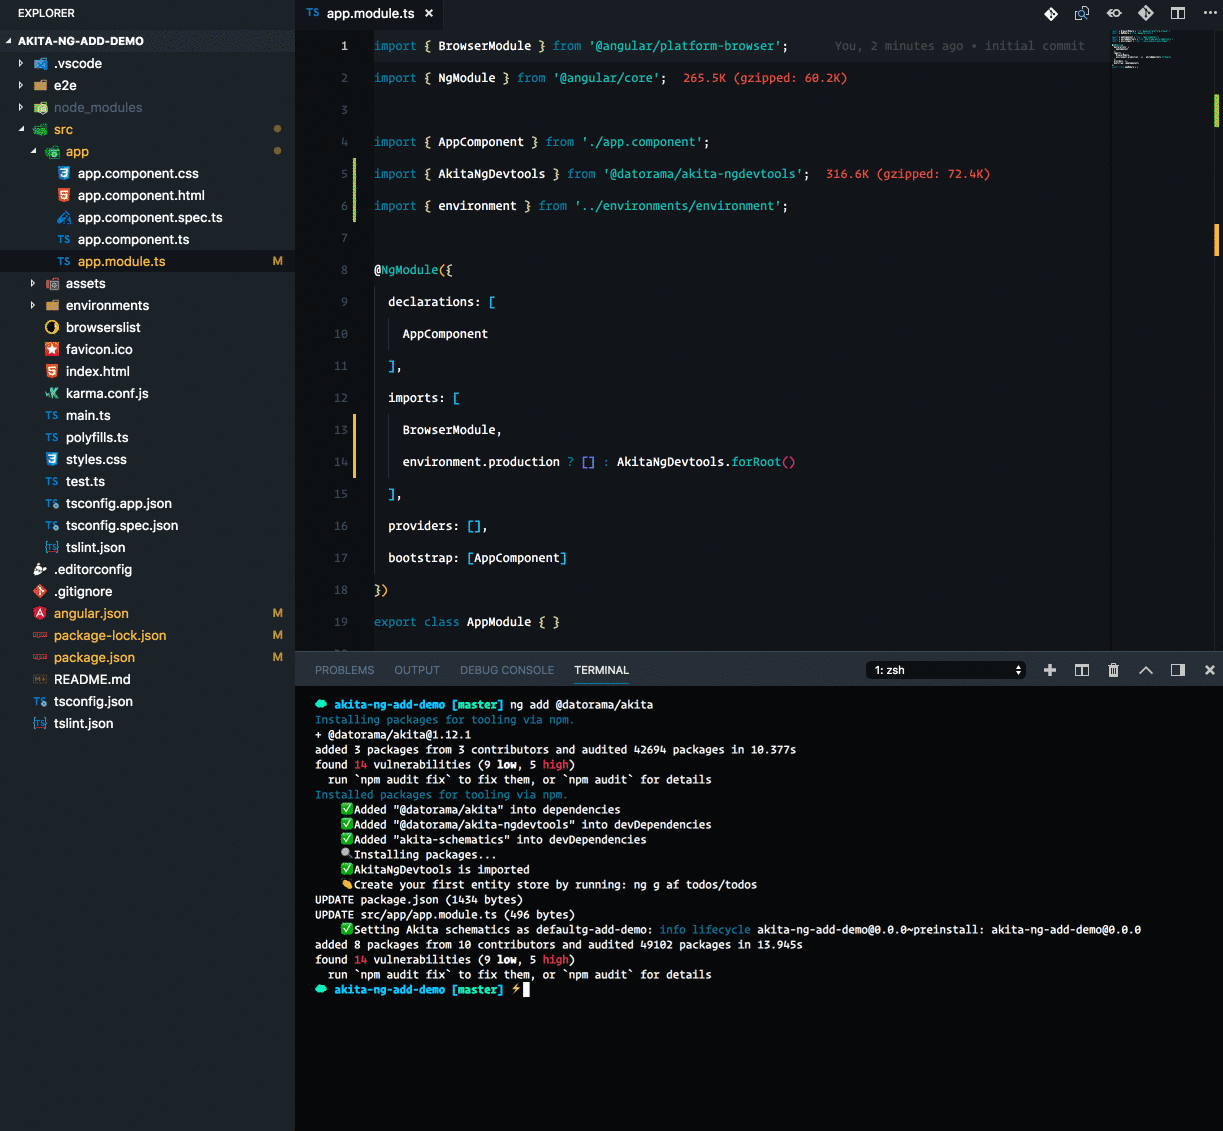 EXPLORER
AKITA-NG-ADD-DEMO
.vscode
e2e
node_modules
src
app
app.component.css
app.component.html
app.component.spec.ts
TS app.component.ts
TS app.module.ts M
assets
environments
browserslist
favicon.ico
index.html
karma.conf.js
TS main.ts
TS polyfills.ts
styles.css
TS test.ts
TS tsconfig.app.json
TS tsconfig.spec.json
tslint.json
.editorconfig
.gitignore
angular.json M
package-lock.json M
package.json M
README.md
TS tsconfig.json
tslint.json
TS app.module.ts ×
1 import { BrowserModule } from '@angular/platform-browser'; You, 2 minutes ago • initial commit
2 import { NgModule } from '@angular/core'; 265.5K (gzipped: 60.2K)
3
4 import { AppComponent } from './app.component';
5 import { AkitaNgDevtools } from '@datorama/akita-ngdevtools'; 316.6K (gzipped: 72.4K)
6 import { environment } from '../environments/environment';
7
8 @NgModule({
9 declarations: [
10 AppComponent
11 ],
12 imports: [
13 BrowserModule,
14 environment.production ? [] : AkitaNgDevtools.forRoot()
15 ],
16 providers: [],
17 bootstrap: [AppComponent]
18 })
19 export class AppModule { }
PROBLEMS OUTPUT DEBUG CONSOLE TERMINAL 1: zsh
akita-ng-add-demo [master] ng add @datorama/akita
Installing packages for tooling via npm.
+ @datorama/akita@1.12.1
added 3 packages from 3 contributors and audited 42694 packages in 10.377s
found 14 vulnerabilities (9 low, 5 high)
run `npm audit fix` to fix them, or `npm audit` for details
Installed packages for tooling via npm.
✅Added "@datorama/akita" into dependencies
✅Added "@datorama/akita-ngdevtools" into devDependencies
✅Added "akita-schematics" into devDependencies
🔍Installing packages...
✅AkitaNgDevtools is imported
👏Create your first entity store by running: ng g af todos/todos
UPDATE package.json (1434 bytes)
UPDATE src/app/app.module.ts (496 bytes)
✅Setting Akita schematics as defaultg-add-demo: info lifecycle akita-ng-add-demo@0.0.0~preinstall: akita-ng-add-demo@0.0.0
added 8 packages from 10 contributors and audited 49102 packages in 13.945s
found 14 vulnerabilities (9 low, 5 high)
run `npm audit fix` to fix them, or `npm audit` for details
akita-ng-add-demo [master] ⚡